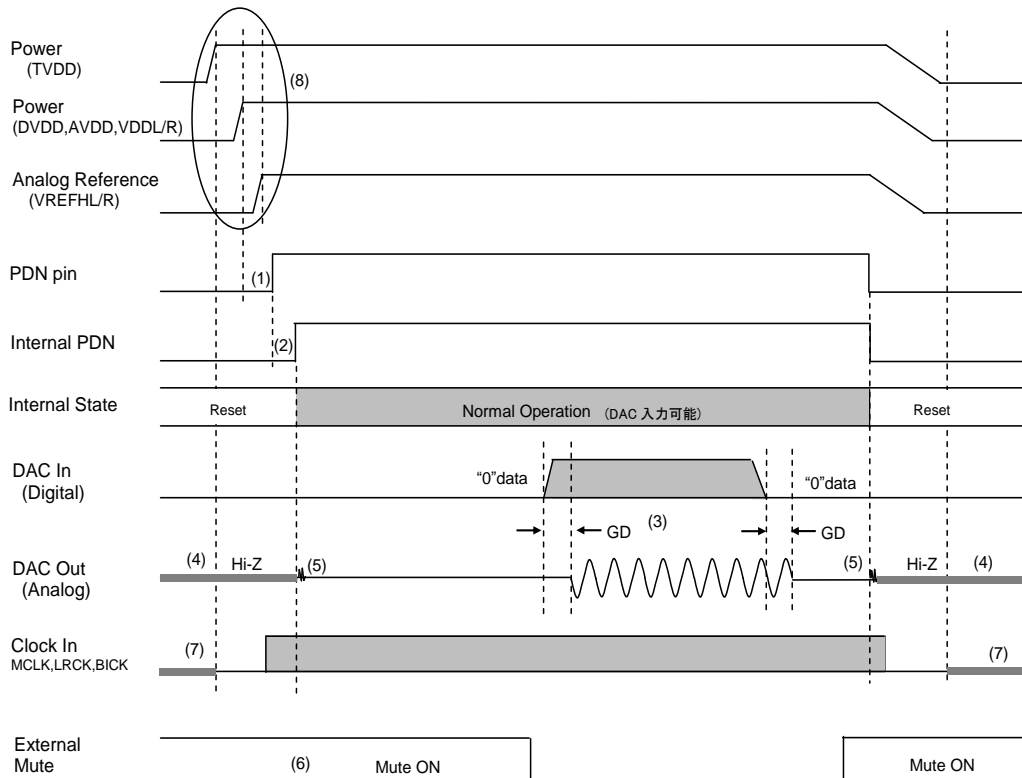 Power
(TVDD)
(8)
Power
(DVDD,AVDD,VDDL/R)
Analog Reference
(VREFHL/R)
PDN pin
(1)
Internal PDN
(2)
Internal State
Reset
Normal Operation (DAC 入力可能)
Reset
DAC In
(Digital)
“0”data
“0”data
GD
(3)
GD
DAC Out
(Analog)
(4)
Hi-Z
(5)
(5)
Hi-Z
(4)
Clock In
MCLK,LRCK,BICK
(7)
(7)
External
Mute
(6)
Mute ON
Mute ON